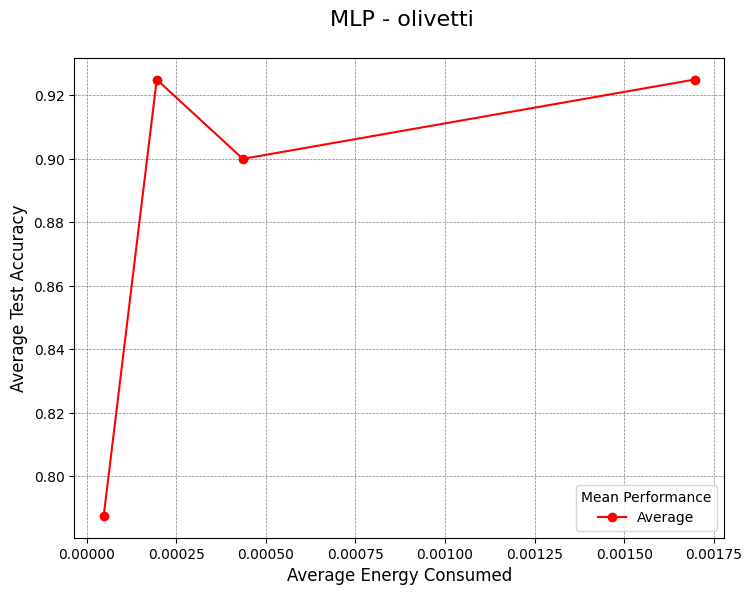 MLP - olivetti
Average Test Accuracy
0.92
0.90
0.88
0.86
0.84
0.82
0.80
Mean Performance
Average
0.00000 0.00025 0.00050 0.00075 0.00100 0.00125 0.00150 0.00175
Average Energy Consumed